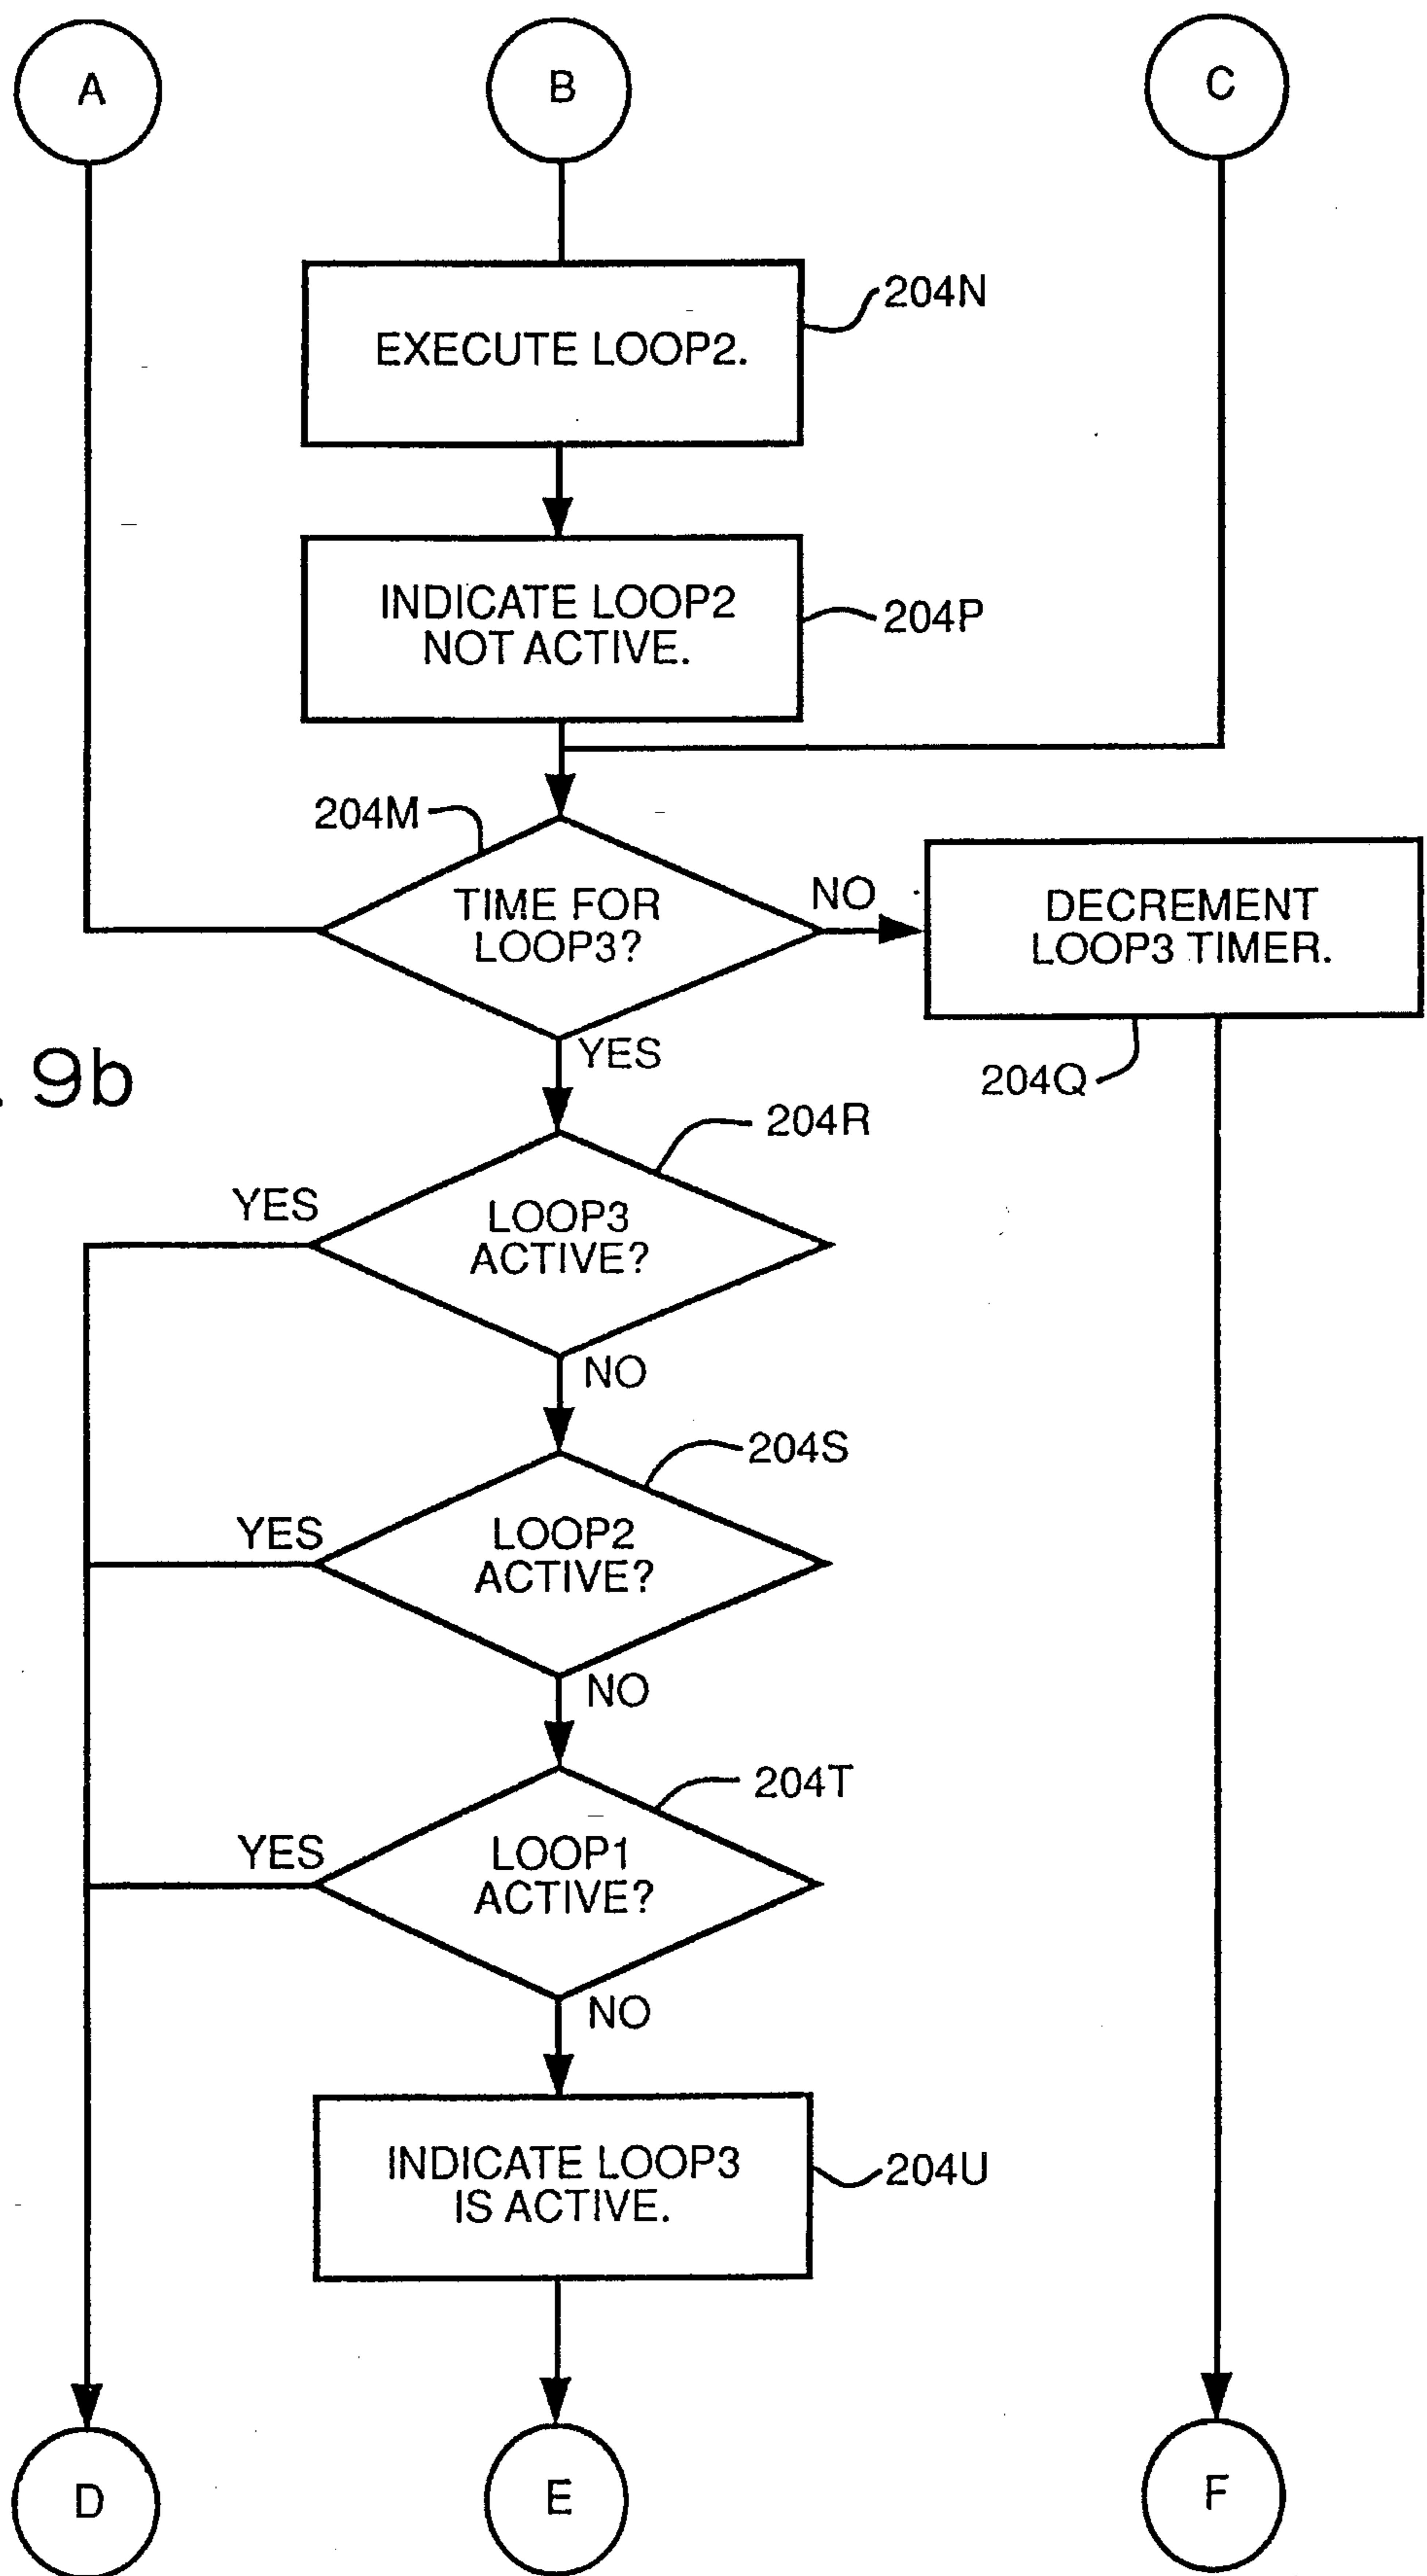 A
B
C
204N
EXECUTE LOOP2.
INDICATE LOOP2
NOT ACTIVE.
204P
204M
TIME FOR
LOOP3?
NO
DECREMENT
LOOP3 TIMER.
YES
204Q
. 9b
204R
YES
LOOP3
ACTIVE?
NO
204S
YES
LOOP2
ACTIVE?
NO
204T
YES
LOOP1
ACTIVE?
NO
INDICATE LOOP3
IS ACTIVE.
204U
D
E
F